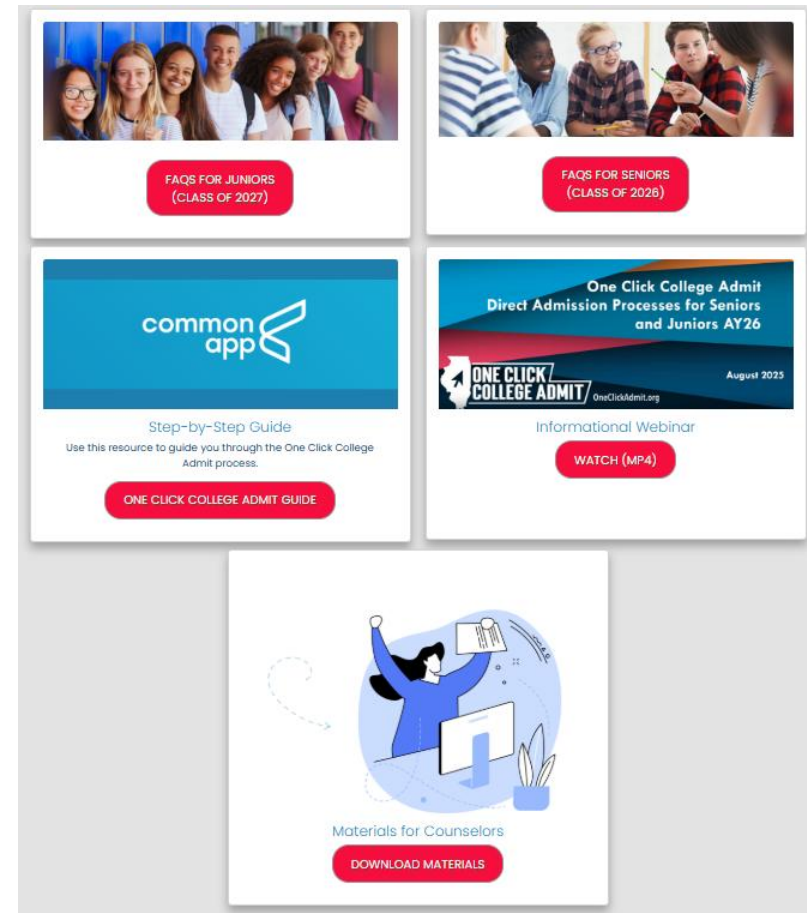 FAQS FOR JUNIORS
(CLASS OF 2027)
FAQS FOR SENIORS
(CLASS OF 2026)
common
app
Step-by-Step Guide
Use this resource to guide you through the One Click College
Admit process.
ONE CLICK COLLEGE ADMIT GUIDE
One Click College Admit
Direct Admission Processes for Seniors
and Juniors AY26
August 2025
ONE CLICK
COLLEGE ADMIT
OneClickAdmit.org
Informational Webinar
WATCH (MP4)
Materials for Counselors
DOWNLOAD MATERIALS